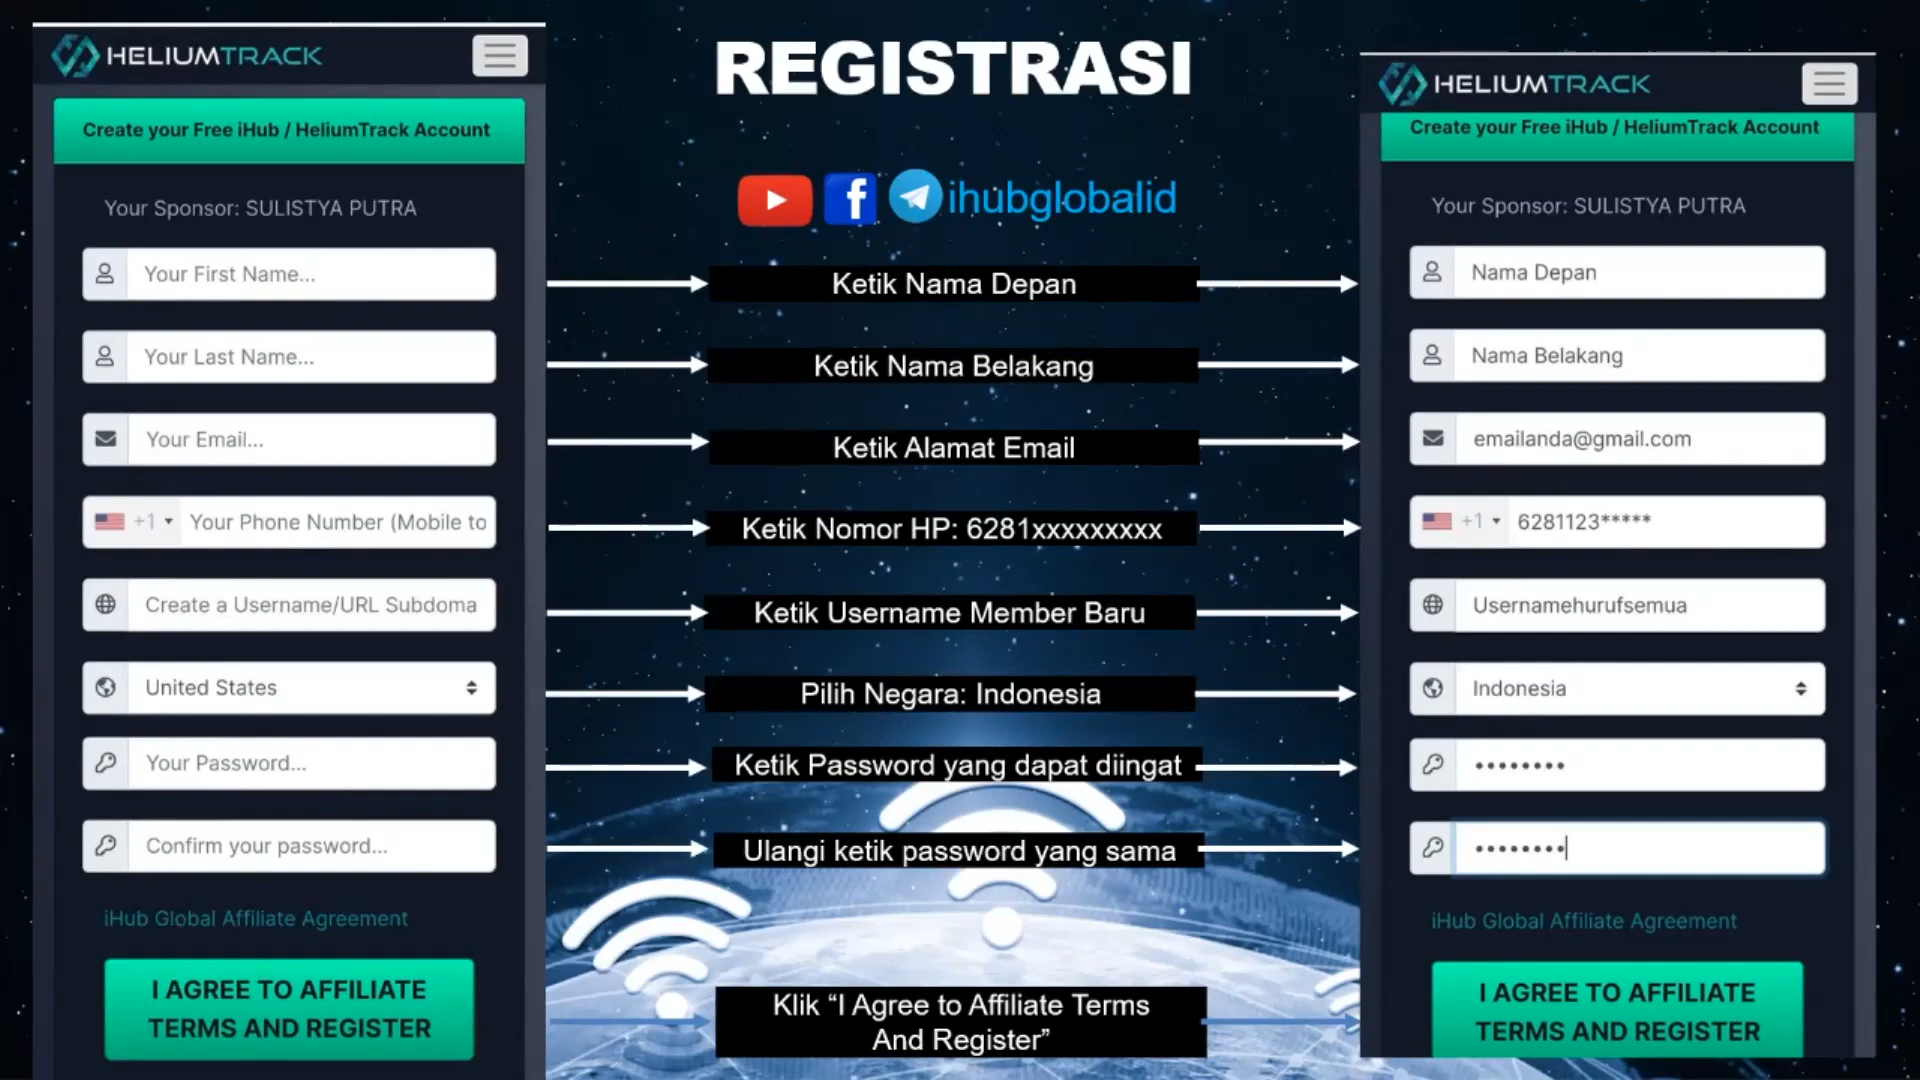 HELIUMTRACK
Create your Free iHub / HeliumTrack Account
Your Sponsor: SULISTYA PUTRA
Your First Name...
Your Last Name...
Your Email...
+1 Your Phone Number (Mobile to
Create a Username/URL Subdoma
United States
Your Password...
Confirm your password...
iHub Global Affiliate Agreement
I AGREE TO AFFILIATE
TERMS AND REGISTER
REGISTRASI
f ihubglobalid
Ketik Nama Depan
Ketik Nama Belakang
Ketik Alamat Email
Ketik Nomor HP: 6281xxxxxxxxx
Ketik Username Member Baru
Pilih Negara: Indonesia
Ketik Password yang dapat diingat
Ulangi ketik password yang sama
Klik “I Agree to Affiliate Terms
And Register”
HELIUMTRACK
Create your Free iHub / HeliumTrack Account
Your Sponsor: SULISTYA PUTRA
Nama Depan
Nama Belakang
emailanda@gmail.com
+1 6281123*****
Usernamehurufsemua
Indonesia
••••••••
••••••••
iHub Global Affiliate Agreement
I AGREE TO AFFILIATE
TERMS AND REGISTER